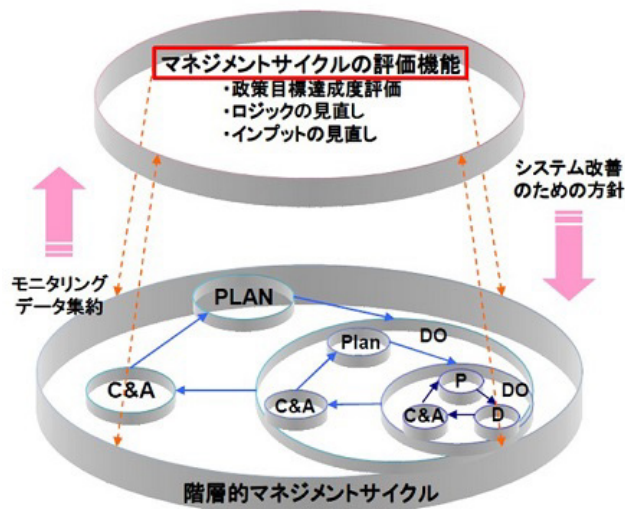 マネジメントサイクルの評価機能
・政策目標達成度評価
・ロジックの見直し
・インプットの見直し
システム改善
のための方針
モニタリング
データ集約
PLAN
DO
Plan
C&A
C&A
P
DO
C&A
D
階層的マネジメントサイクル